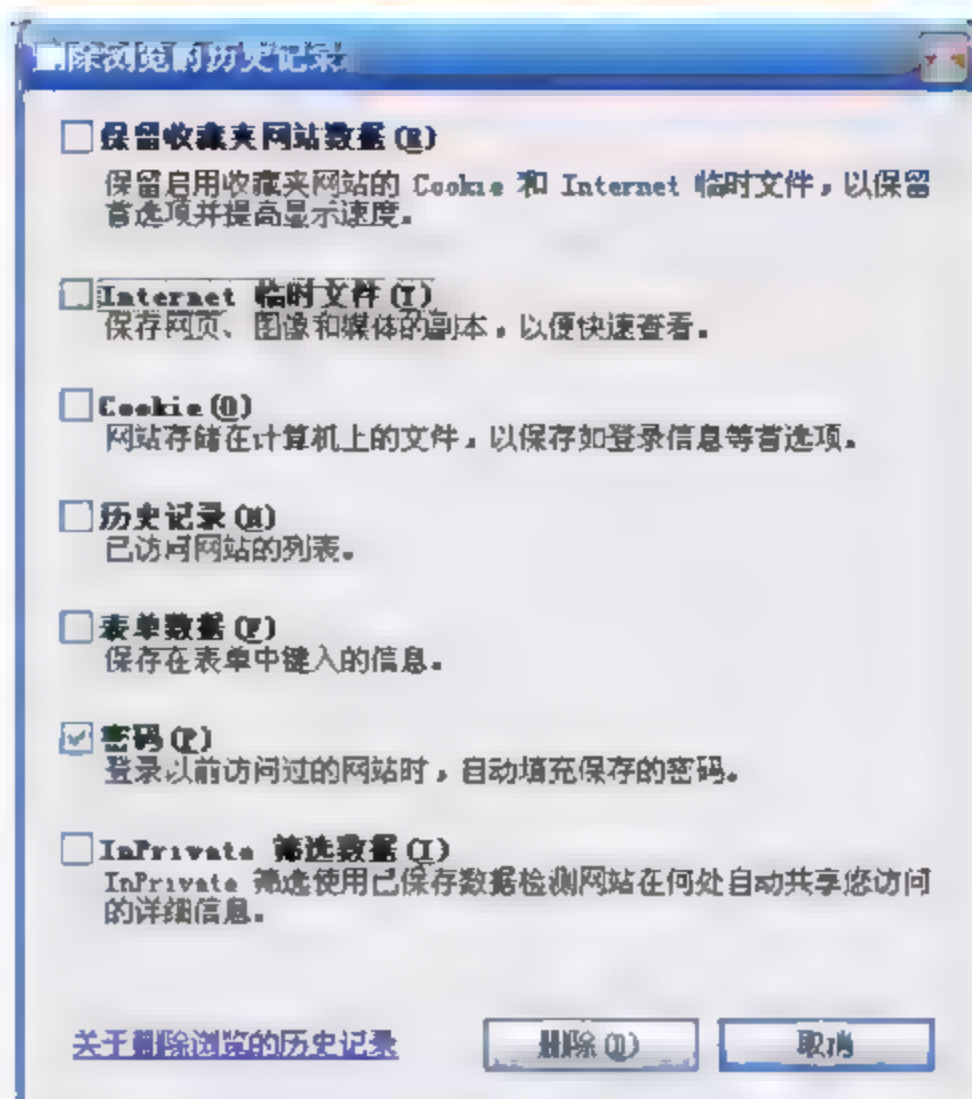 删除浏览的历史记录
保留收藏夹网站数据(R)
保留启用收藏夹网站的 Cookie 和 Internet 临时文件，以保留
首选项并提高显示速度。
Internet 临时文件(T)
保存网页、图像和媒体的副本，以便快速查看。
Cookie(O)
网站存储在计算机上的文件，以保存如登录信息等首选项。
历史记录(H)
已访问网站的列表。
表单数据(F)
保存在表单中键入的信息。
密码(P)
登录以前访问过的网站时，自动填充保存的密码。
InPrivate 筛选数据(I)
InPrivate 筛选使用已保存数据检测网站在何处自动共享您访问
的详细信息。
关于删除浏览的历史记录 删除(D) 取消